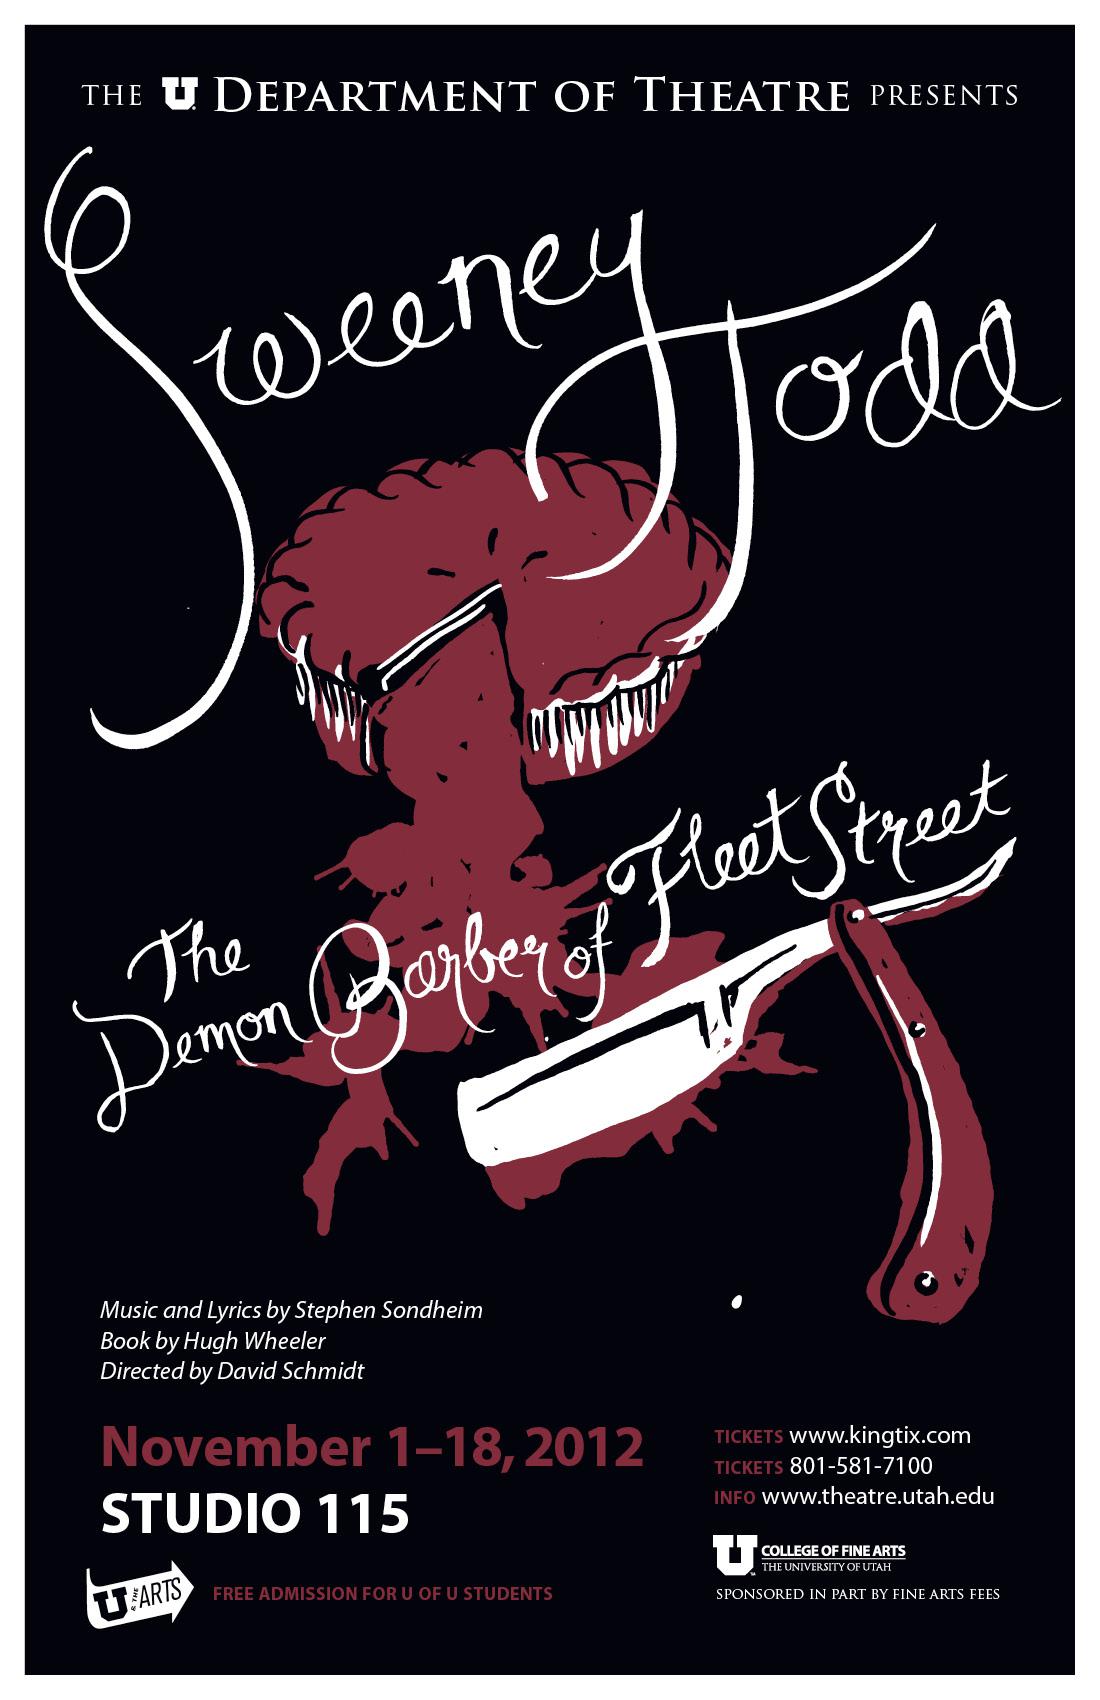 THE U DEPARTMENT OF THEATRE PRESENTS
Sweeney Todd
The
Demon Barber of Fleet Street
Music and Lyrics by Stephen Sondheim
Book by Hugh Wheeler
Directed by David Schmidt
November 1–18, 2012
STUDIO 115
U & THE ARTS
FREE ADMISSION FOR U OF U STUDENTS
TICKETS www.kingtix.com
TICKETS 801-581-7100
INFO www.theatre.utah.edu
U COLLEGE OF FINE ARTS
THE UNIVERSITY OF UTAH
SPONSORED IN PART BY FINE ARTS FEES